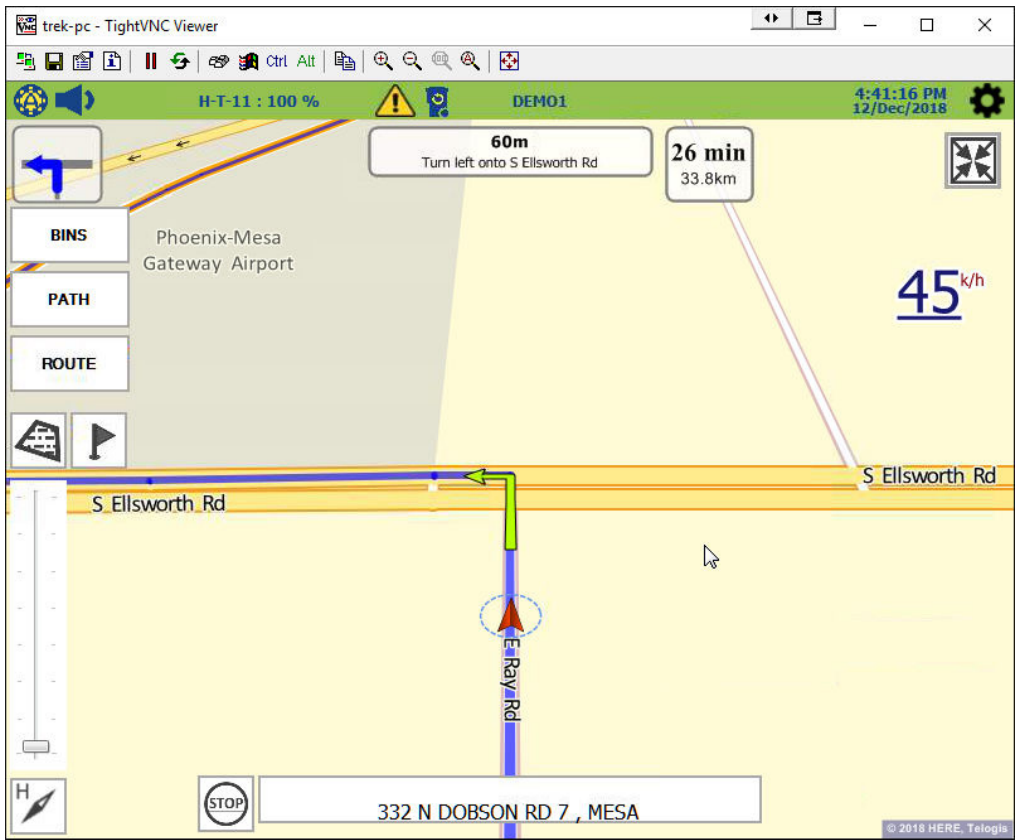 trek-pc - TightVNC Viewer
Ctrl Alt
H-T-11 : 100 %
DEMO1
4:41:16 PM
12/Dec/2018
60m
Turn left onto S Ellsworth Rd
26 min
33.8km
BINS
Phoenix-Mesa
Gateway Airport
45 k/h
PATH
ROUTE
S Ellsworth Rd
S Ellsworth Rd
E Ray Rd
H
STOP
332 N DOBSON RD 7 , MESA
© 2018 HERE, Telogis